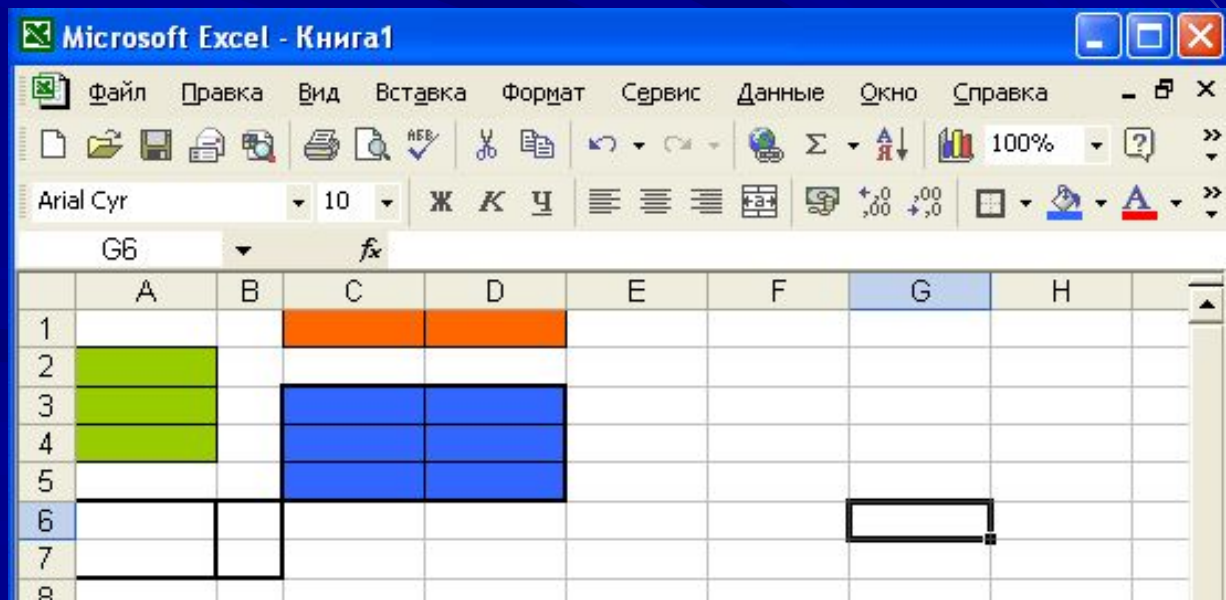 Microsoft Excel - Книга1
Файл Правка Вид Вставка Формат Сервис Данные Окно Справка
100%
Arial Cyr 10 Ж К Ч
G6 fx
A B C D E F G H
1
2
3
4
5
6
7
8